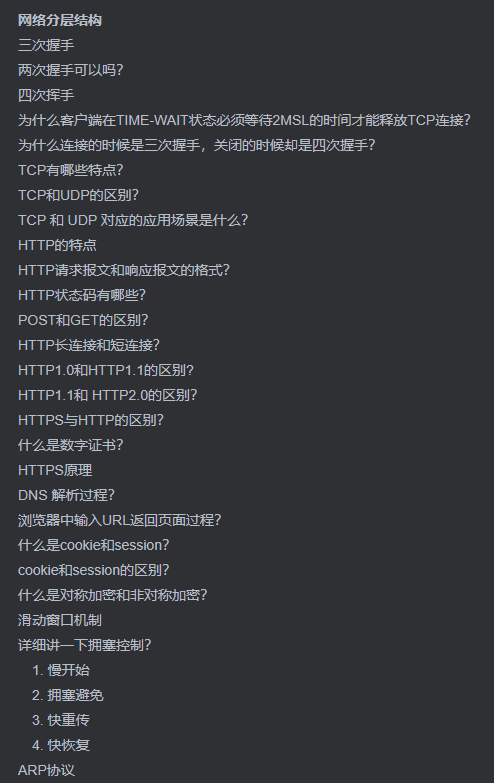 网络分层结构
三次握手
两次握手可以吗？
四次挥手
为什么客户端在TIME-WAIT状态必须等待2MSL的时间才能释放TCP连接？
为什么连接的时候是三次握手，关闭的时候却是四次握手？
TCP有哪些特点？
TCP和UDP的区别？
TCP 和 UDP 对应的应用场景是什么？
HTTP的特点
HTTP请求报文和响应报文的格式？
HTTP状态码有哪些？
POST和GET的区别？
HTTP长连接和短连接？
HTTP1.0和HTTP1.1的区别?
HTTP1.1和 HTTP2.0的区别？
HTTPS与HTTP的区别？
什么是数字证书？
HTTPS原理
DNS 解析过程？
浏览器中输入URL返回页面过程？
什么是cookie和session？
cookie和session的区别？
什么是对称加密和非对称加密？
滑动窗口机制
详细讲一下拥塞控制？
1. 慢开始
2. 拥塞避免
3. 快重传
4. 快恢复
ARP协议